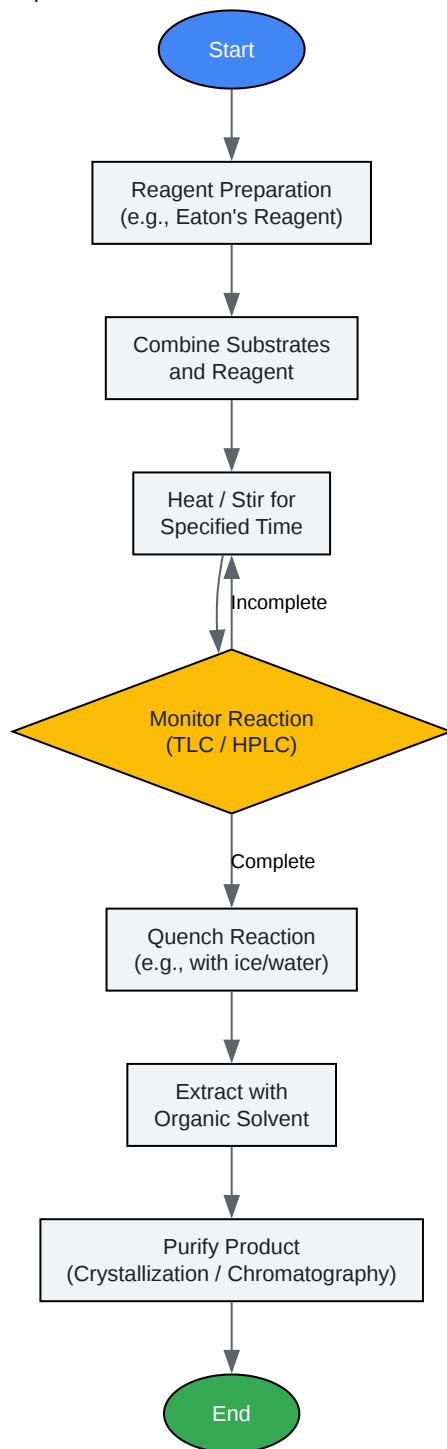 Start
Reagent Preparation
(e.g., Eaton's Reagent)
Combine Substrates
and Reagent
Heat / Stir for
Specified Time
Incomplete
Monitor Reaction
(TLC / HPLC)
Complete
Quench Reaction
(e.g., with ice/water)
Extract with
Organic Solvent
Purify Product
(Crystallization / Chromatography)
End